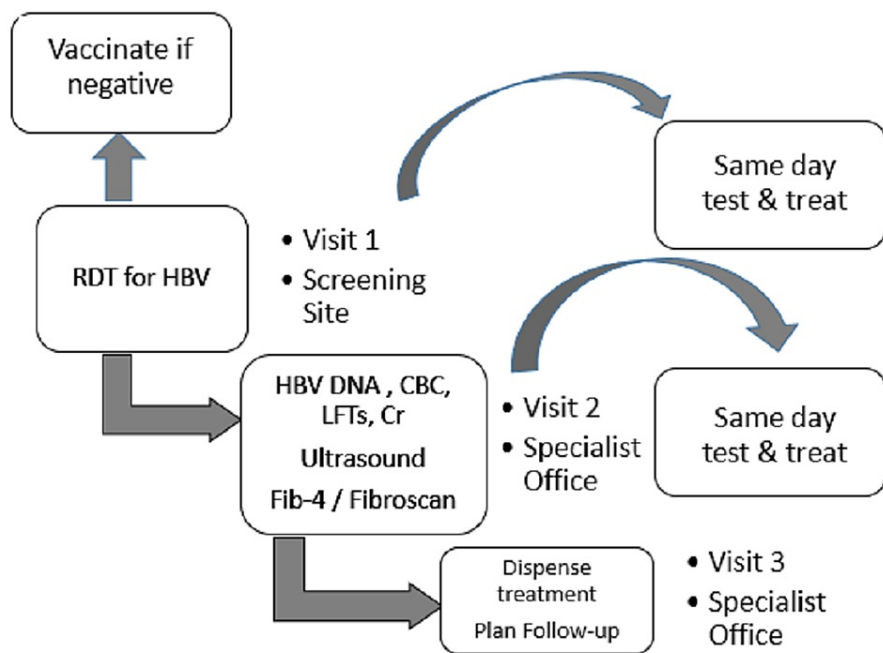 Vaccinate if
negative
Same day
test & treat
RDT for HBV
• Visit 1
• Screening
Site
HBV DNA , CBC,
LFTs, Cr
Ultrasound
Fib-4 / Fibroscan
• Visit 2
• Specialist
Office
Same day
test & treat
Dispense
treatment
Plan Follow-up
• Visit 3
• Specialist
Office